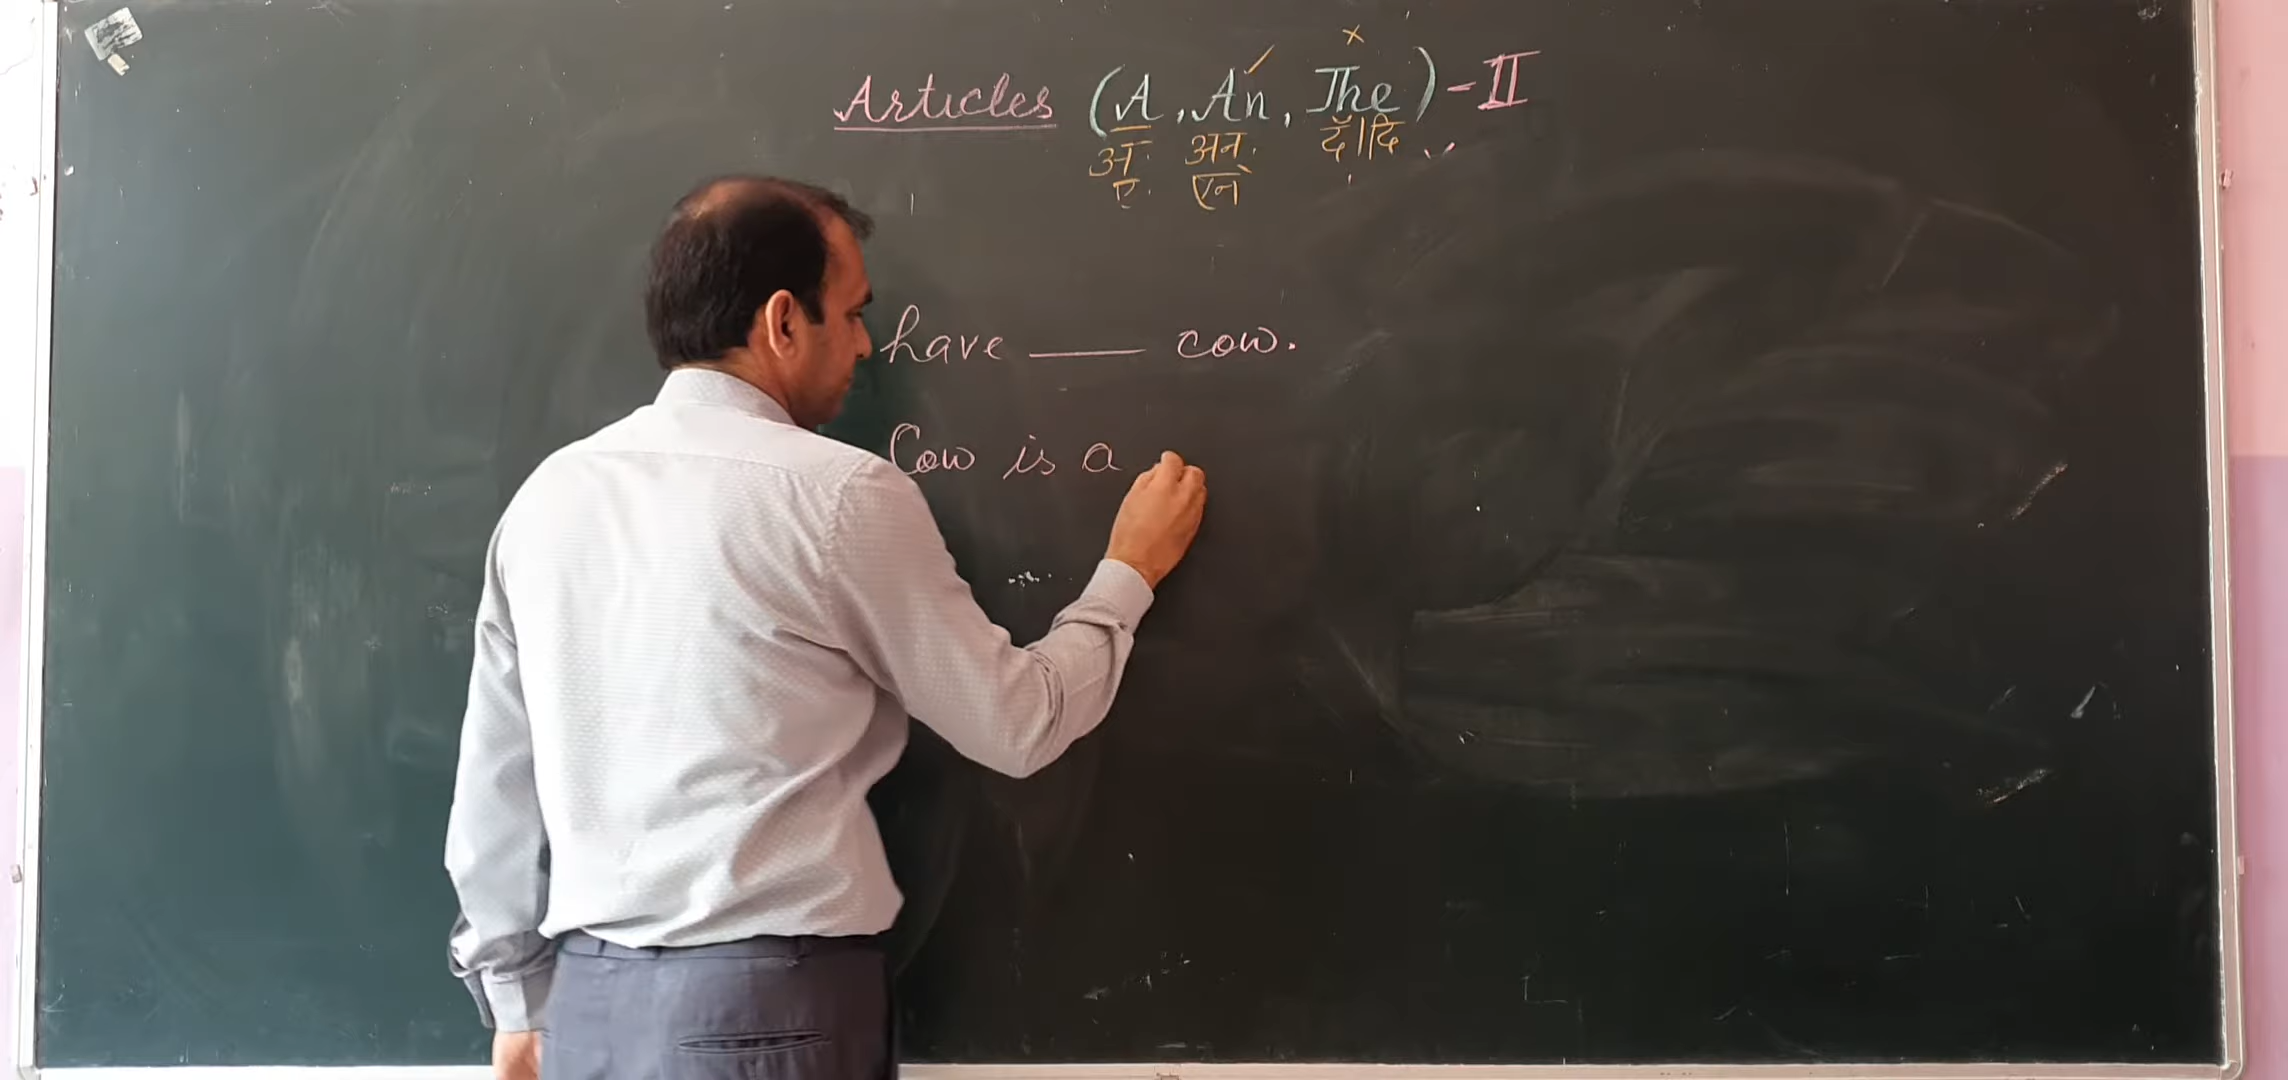 Articles (A, An, The) - II
अ अन दॅ।दि
ए एन
have ___ cow.
Cow is a